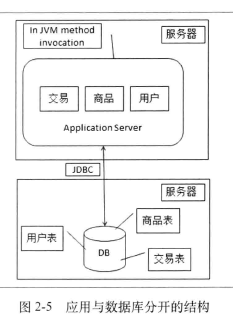 In JVM method
invocation
服务器
交易
商品
用户
Application Server
JDBC
服务器
商品表
用户表
DB
交易表
图 2-5 应用与数据库分开的结构